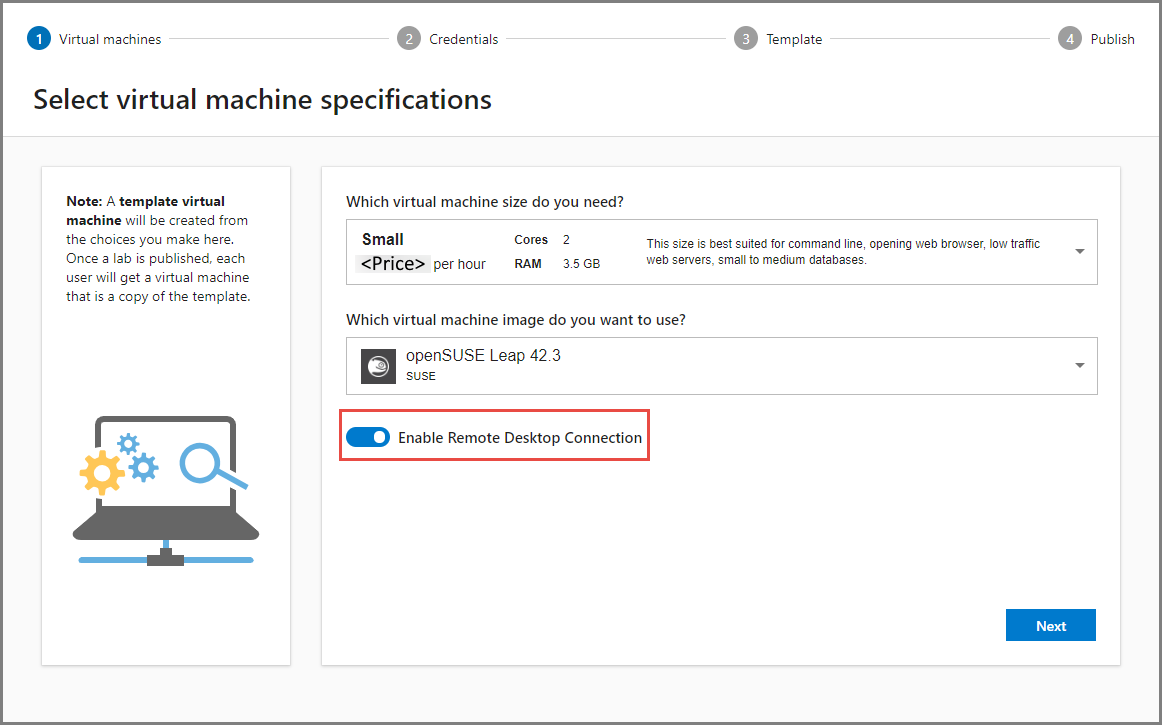 1 Virtual machines 2 Credentials 3 Template 4 Publish
Select virtual machine specifications
Note: A template virtual
machine will be created from
the choices you make here.
Once a lab is published, each
user will get a virtual machine
that is a copy of the template.
Which virtual machine size do you need?
Small
<Price> per hour
Cores 2
RAM 3.5 GB
This size is best suited for command line, opening web browser, low traffic
web servers, small to medium databases.
Which virtual machine image do you want to use?
openSUSE Leap 42.3
SUSE
Enable Remote Desktop Connection
Next